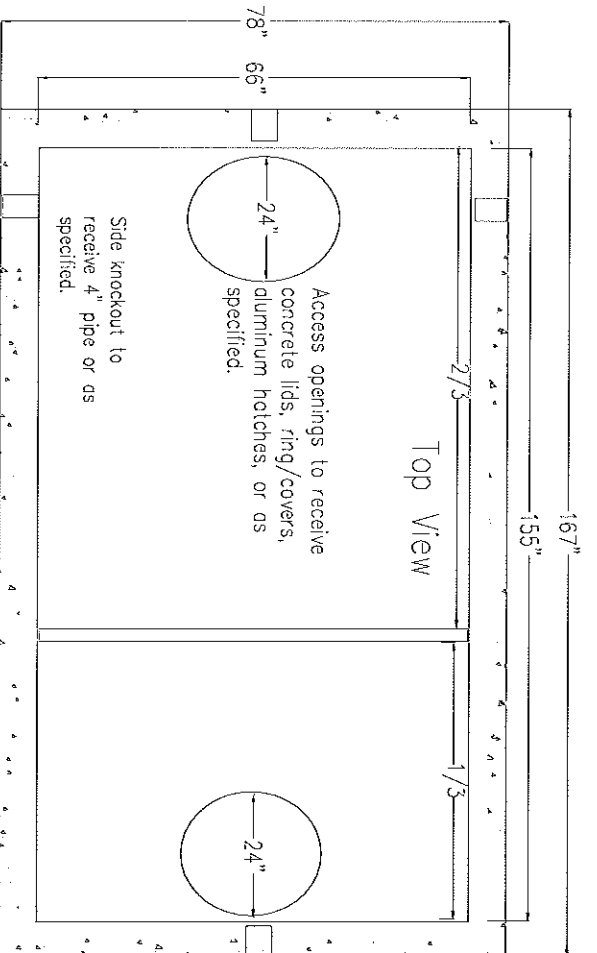 167"
155"
78"
66"
2/3
1/3
Top View
24"
Access openings to receive
concrete lids, ring/covers,
aluminum hatches, or as
specified.
Side knockout to
receive 4" pipe or as
specified.
24"